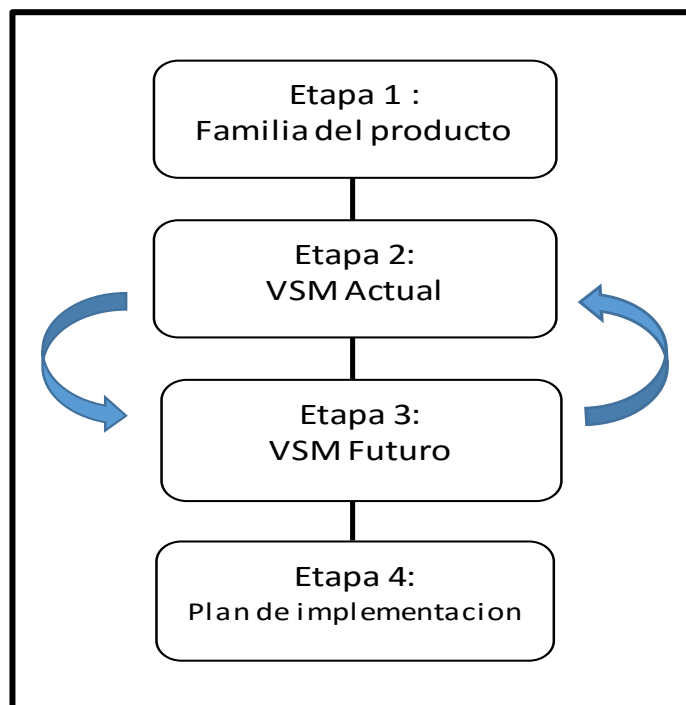 Etapa 1 :
Familia del producto
Etapa 2:
VSM Actual
Etapa 3:
VSM Futuro
Etapa 4:
Plan de implementacion